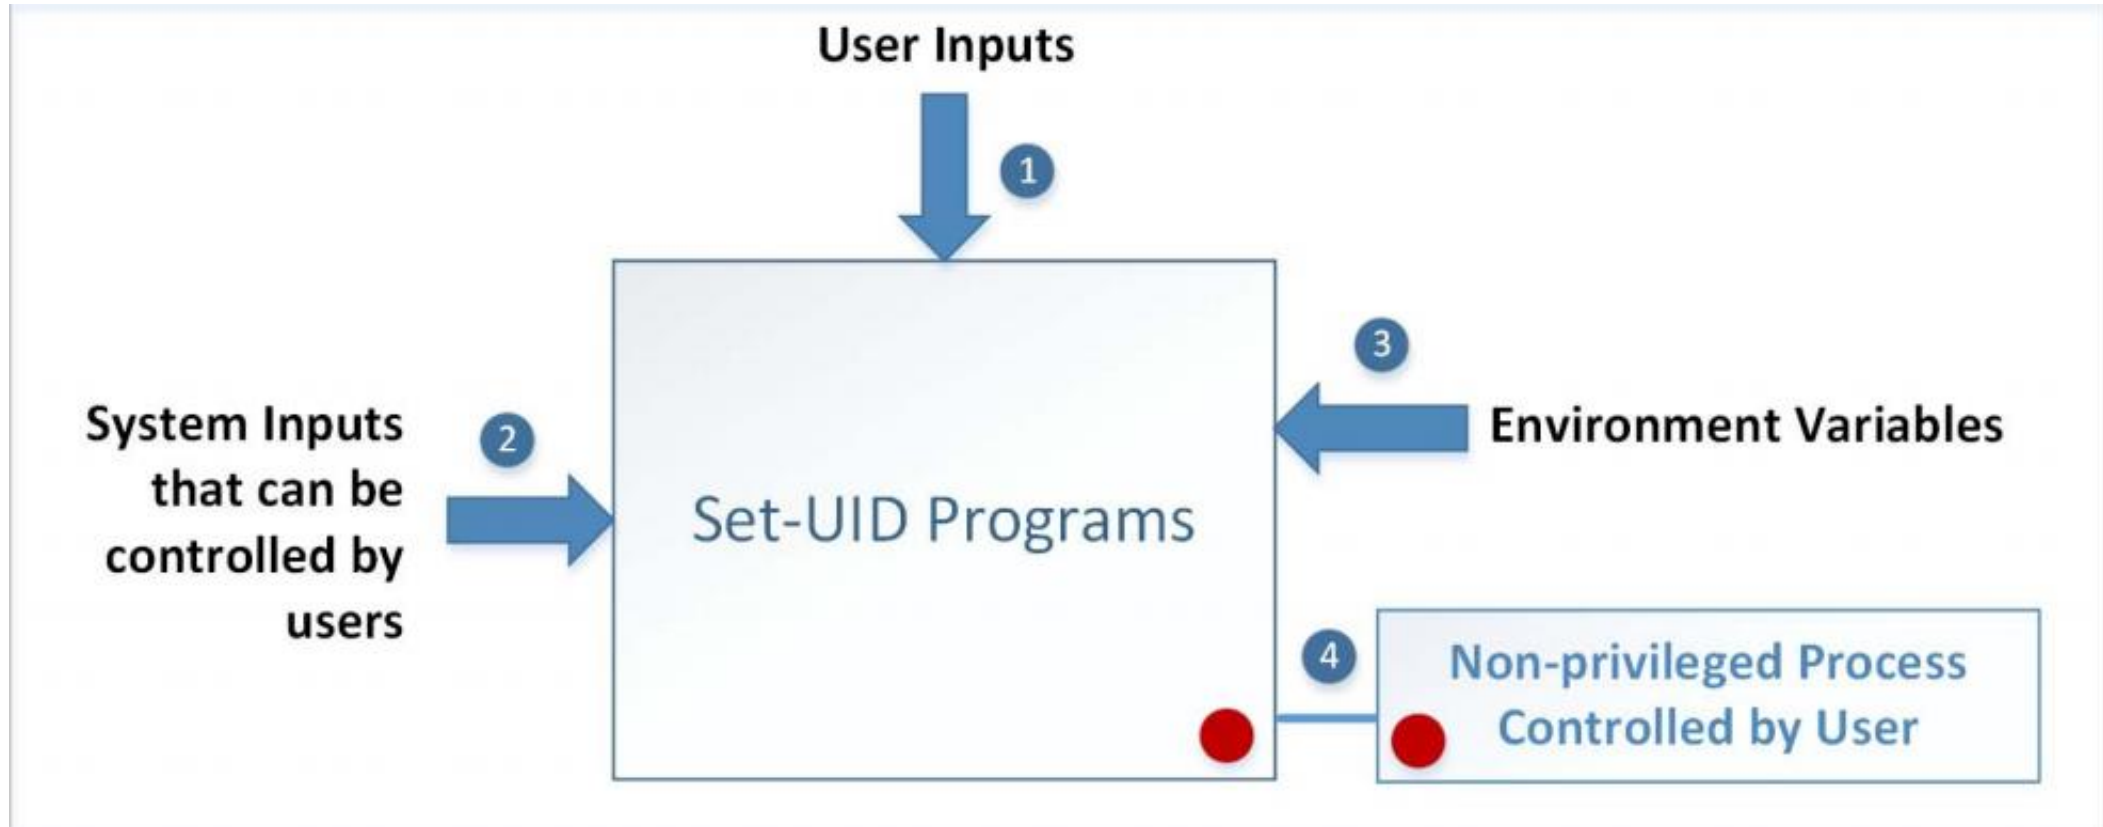 User Inputs
1
3
System Inputs
that can be
controlled by
users
2
Environment Variables
Set-UID Programs
4
Non-privileged Process
Controlled by User